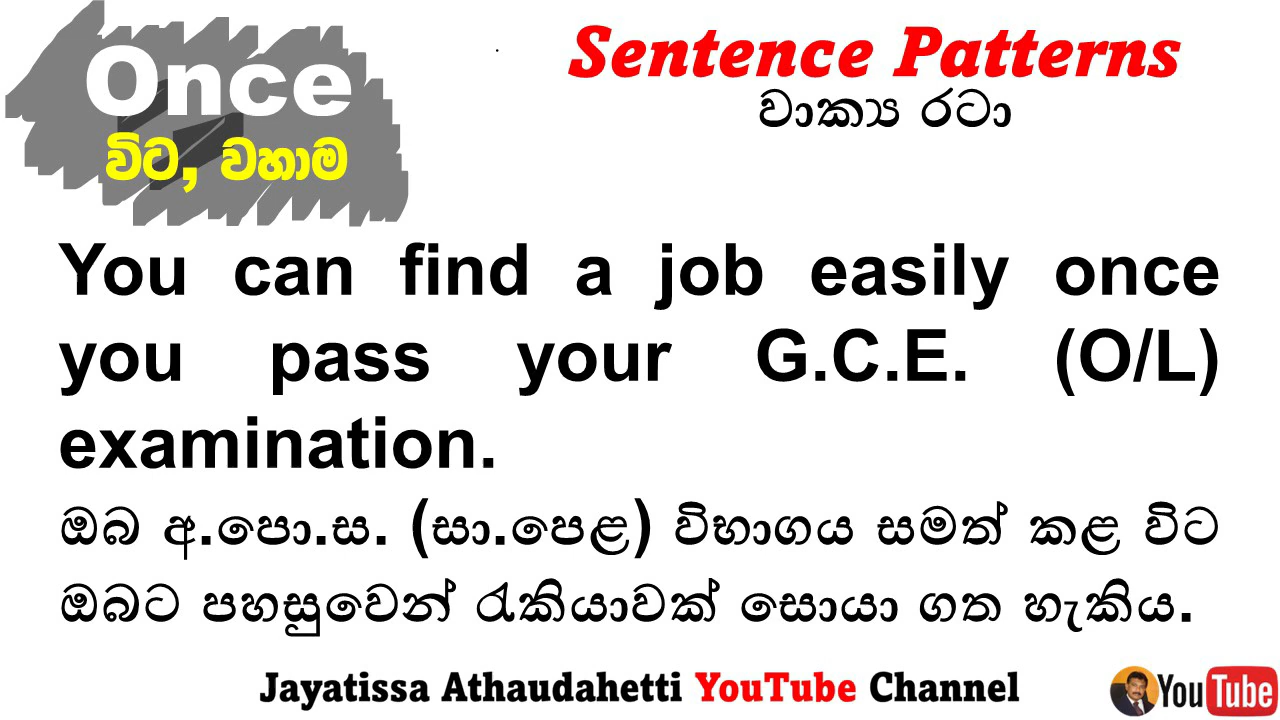 Once
විට, වහාම
Sentence Patterns
වාක්‍ය රටා
You can find a job easily once
you pass your G.C.E. (O/L)
examination.
ඔබ අ.පො.ස. (සා.පෙළ) විභාගය සමත් කළ විට
ඔබට පහසුවෙන් රැකියාවක් සොයා ගත හැකිය.
Jayatissa Athaudahetti YouTube Channel
YouTube